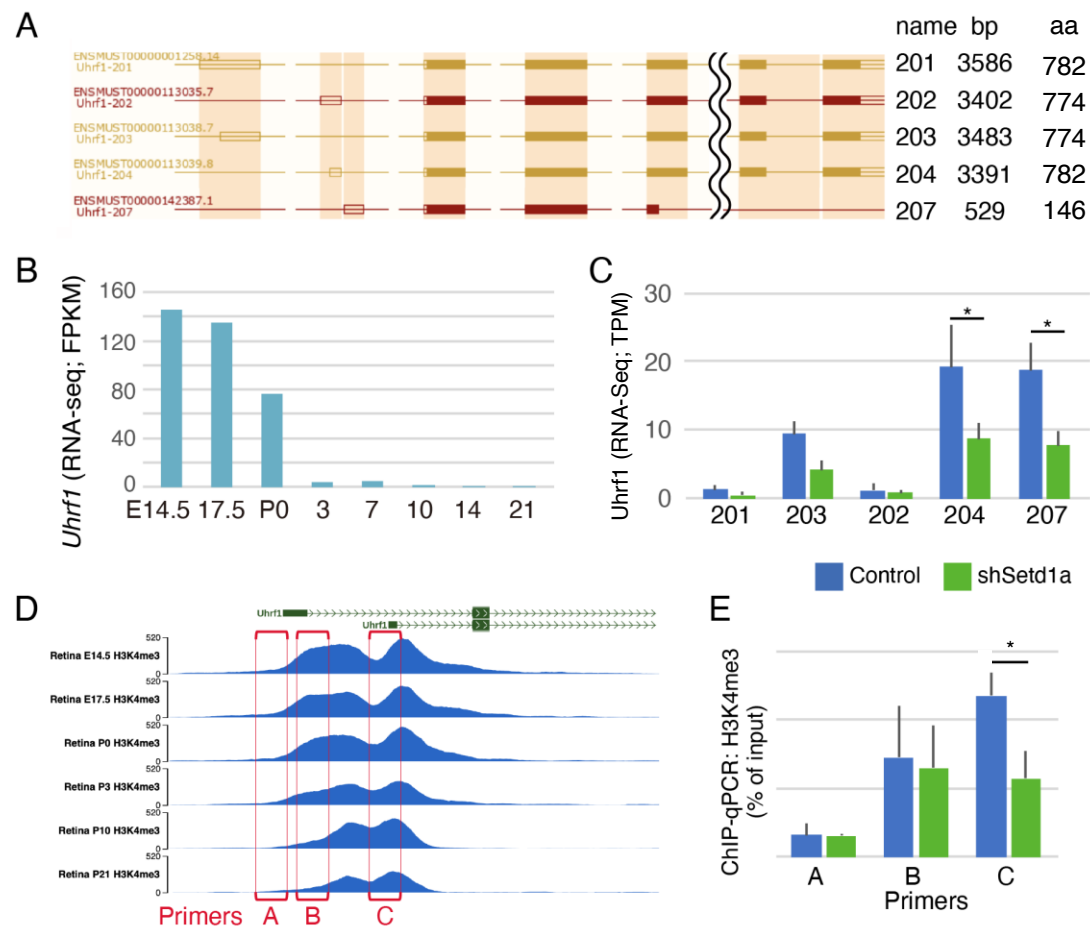 A
name bp aa
ENSMUST00000001258.14
Uhrf1-201
201 3586 782
ENSMUST00000113035.7
Uhrf1-202
202 3402 774
ENSMUST00000113038.7
Uhrf1-203
203 3483 774
ENSMUST00000113039.8
Uhrf1-204
204 3391 782
ENSMUST00000142387.1
Uhrf1-207
207 529 146
B
Uhrf1 (RNA-seq; FPKM)
160
120
80
40
0
E14.5 17.5 P0 3 7 10 14 21
C
Uhrf1 (RNA-Seq; TPM)
30
20
10
0
* *
201 203 202 204 207
Control shSetd1a
D
Uhrf1
Uhrf1
520
Retina E14.5 H3K4me3
0
520
Retina E17.5 H3K4me3
0
520
Retina P0 H3K4me3
0
520
Retina P3 H3K4me3
0
520
Retina P10 H3K4me3
0
520
Retina P21 H3K4me3
0
Primers A B C
E
ChIP-qPCR: H3K4me3
(% of input)
*
A B C
Primers